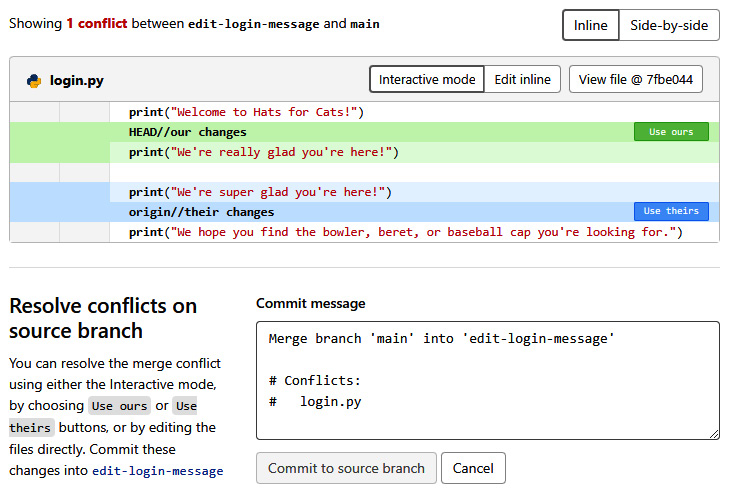 Showing 1 conflict between edit-login-message and main
Inline Side-by-side
login.py
Interactive mode Edit inline View file @ 7fbe044
print("Welcome to Hats for Cats!")
HEAD//our changes Use ours
print("We're really glad you're here!")
print("We're super glad you're here!")
origin//their changes Use theirs
print("We hope you find the bowler, beret, or baseball cap you're looking for.")
Resolve conflicts on
source branch
You can resolve the merge conflict
using either the Interactive mode,
by choosing Use ours or Use
theirs buttons, or by editing the
files directly. Commit these
changes into edit-login-message
Commit message
Merge branch 'main' into 'edit-login-message'
# Conflicts:
#   login.py
Commit to source branch Cancel